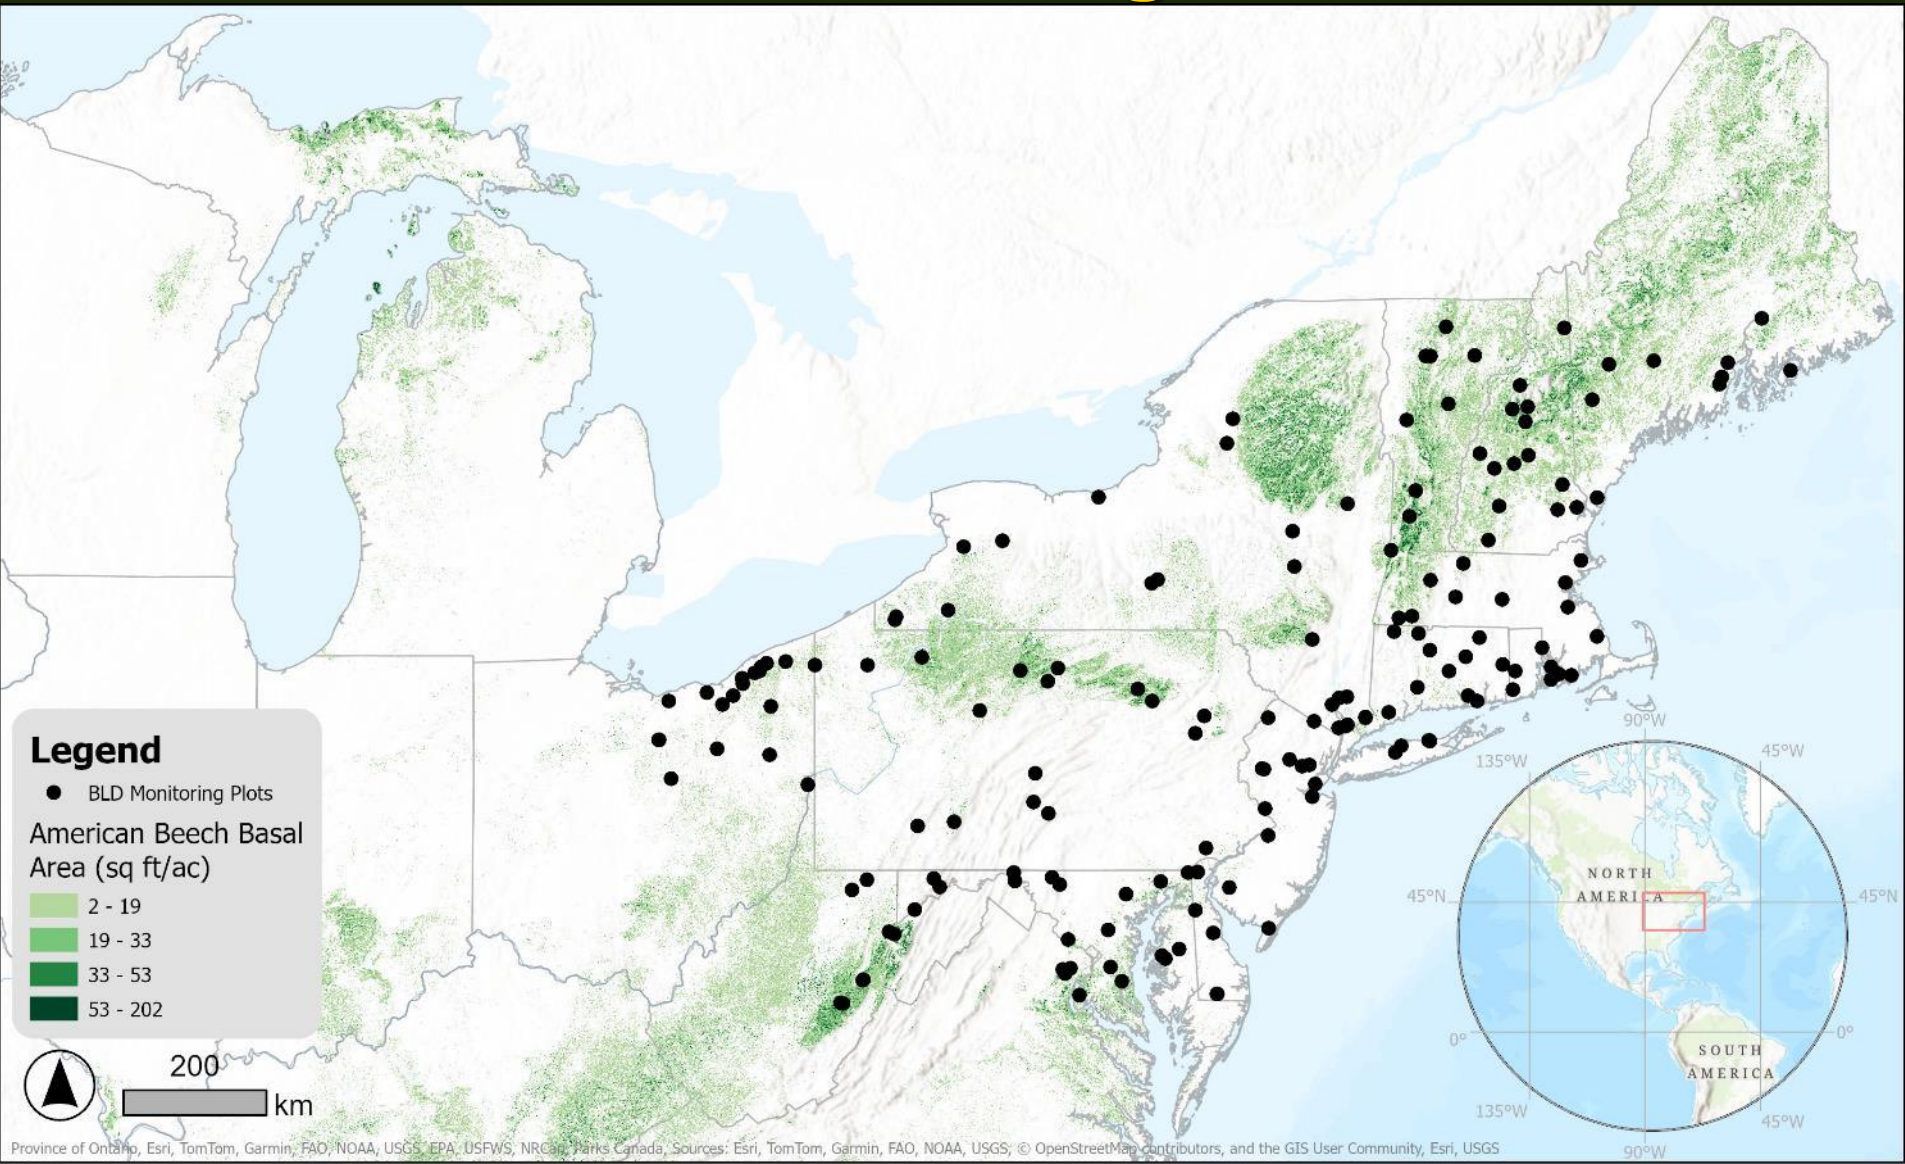 Legend
BLD Monitoring Plots
American Beech Basal
Area (sq ft/ac)
2 - 19
19 - 33
33 - 53
53 - 202
200
km
90°W
135°W
45°W
NORTH
AMERICA
45°N
45°N
0°
0°
SOUTH
AMERICA
135°W
45°W
90°W
Province of Ontario, Esri, TomTom, Garmin, FAO, NOAA, USGS, EPA, USFWS, NRCan, Parks Canada, Sources: Esri, TomTom, Garmin, FAO, NOAA, USGS, © OpenStreetMap contributors, and the GIS User Community, Esri, USGS